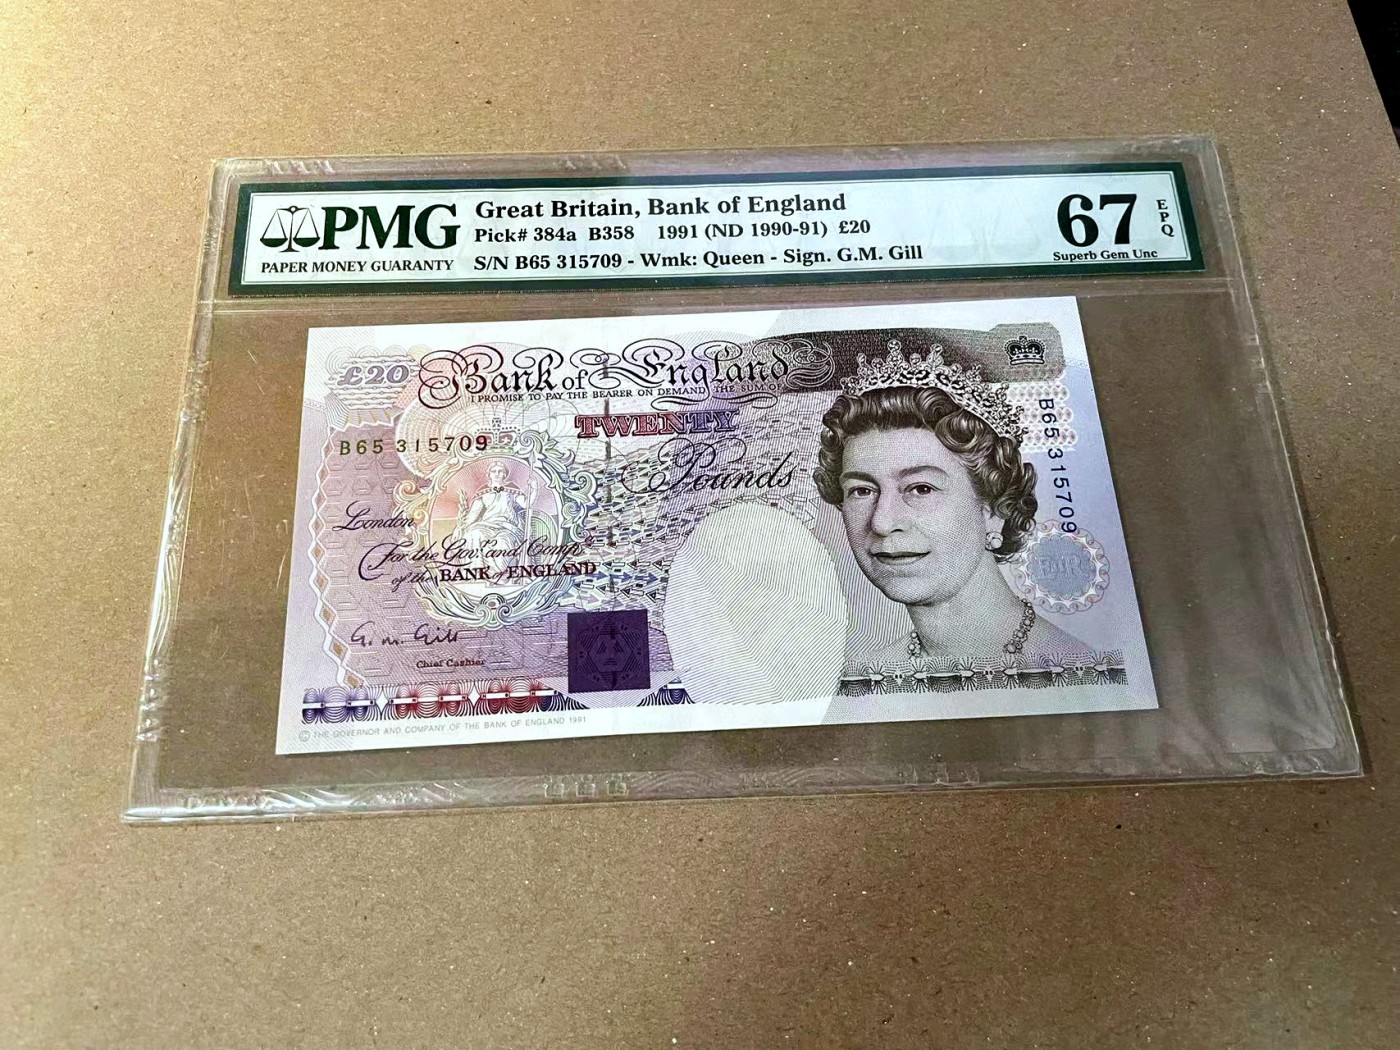 PMG
PAPER MONEY GUARANTY
Great Britain, Bank of England
Pick# 384a B358 1991 (ND 1990-91) £20
S/N B65 315709 - Wmk: Queen - Sign. G.M. Gill
67
EPQ
Superb Gem Unc
£20
Bank of England
I PROMISE TO PAY THE BEARER ON DEMAND THE SUM OF
TWENTY
Pounds
B65 315709
B65 315709
London
For the Govr. and Compa.
of the BANK of ENGLAND
G. M. Gill
Chief Cashier
© THE GOVERNOR AND COMPANY OF THE BANK OF ENGLAND 1991